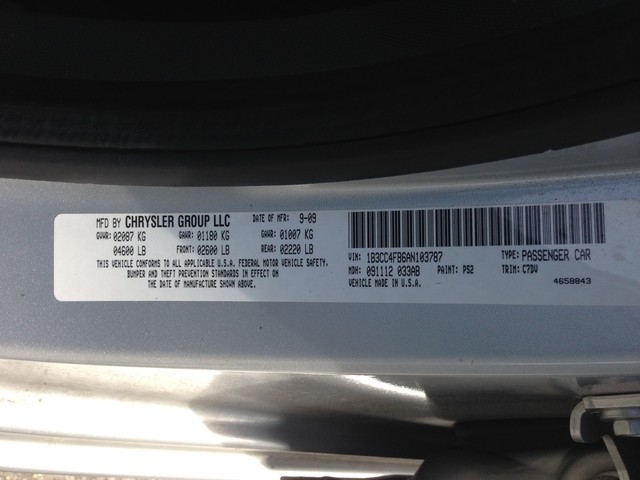 MFD BY CHRYSLER GROUP LLC DATE OF MFR: 9-09
GVWR: 02087 KG GAWR: 01180 KG GAWR: 01007 KG
04600 LB FRONT: 02600 LB REAR: 02220 LB
THIS VEHICLE CONFORMS TO ALL APPLICABLE U.S.A. FEDERAL MOTOR VEHICLE SAFETY,
BUMPER AND THEFT PREVENTION STANDARDS IN EFFECT ON
THE DATE OF MANUFACTURE SHOWN ABOVE.
VIN: 1B3CC4FB6AN103787 TYPE: PASSENGER CAR
MDH: 091112 033AB PAINT: PS2 TRIM: C7DV
VEHICLE MADE IN U.S.A. 4658843